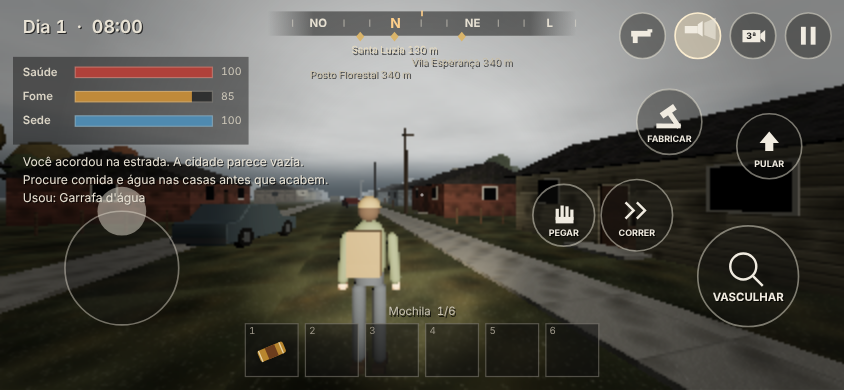 Dia 1 · 08:00
NO N NE L
Santa Luzia 130 m
Vila Esperança 340 m
Posto Florestal 340 m
3ª
Saúde 100
Fome 85
Sede 100
Você acordou na estrada. A cidade parece vazia.
Procure comida e água nas casas antes que acabem.
Usou: Garrafa d'água
FABRICAR
PULAR
PEGAR
CORRER
VASCULHAR
Mochila 1/6
1 2 3 4 5 6